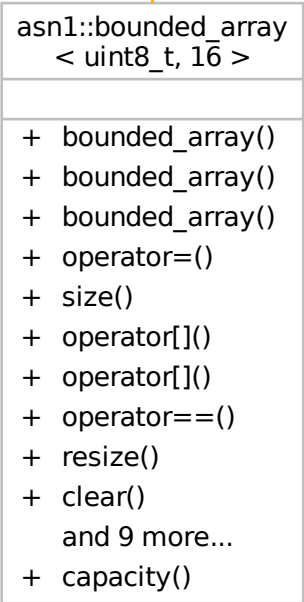 asn1::bounded_array
< uint8_t, 16 >
+ bounded_array()
+ bounded_array()
+ bounded_array()
+ operator=()
+ size()
+ operator[]()
+ operator[]()
+ operator==()
+ resize()
+ clear()
and 9 more...
+ capacity()